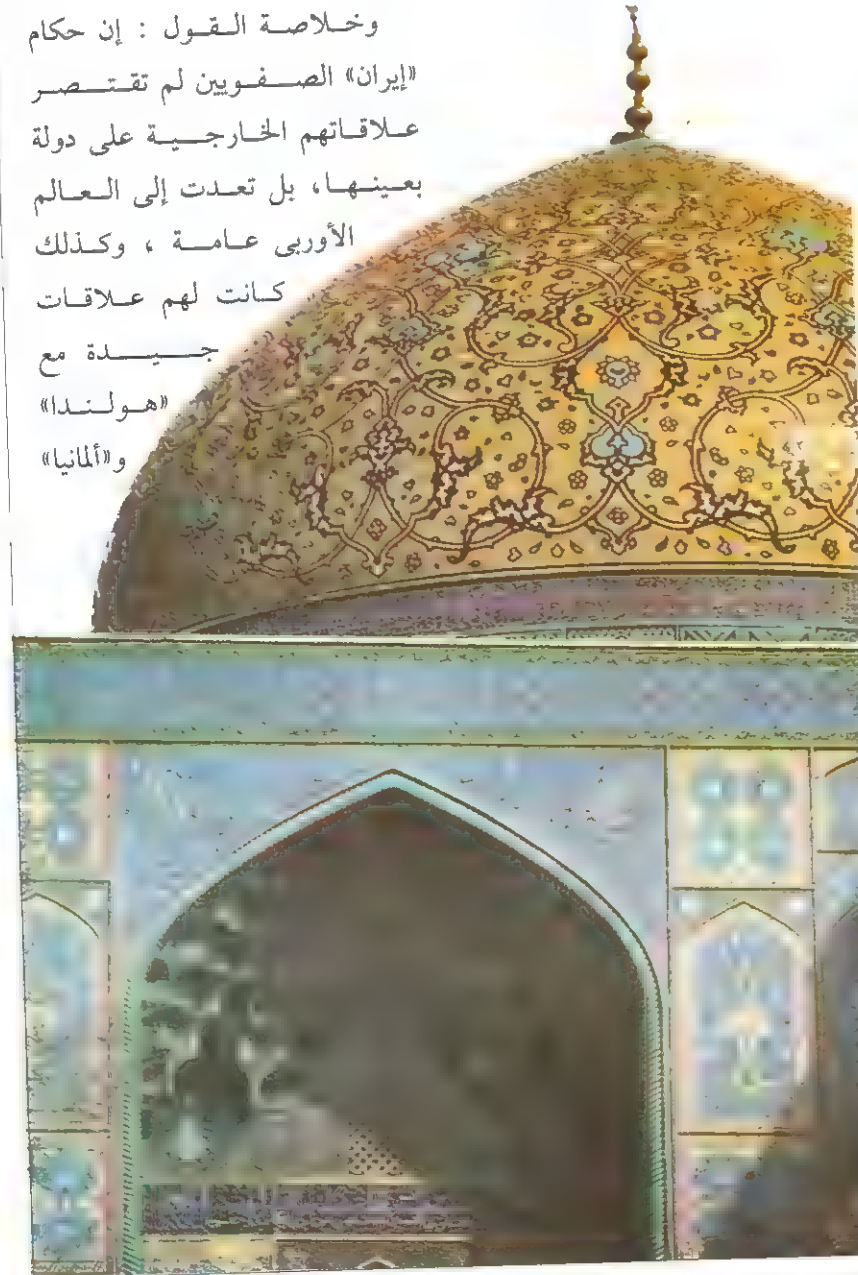 وخلاصة القول : إن حكام
«إيران» الصفويين لم تقتصر
علاقاتهم الخارجية على دولة
بعينها، بل تعدت إلى العالم
الأوربى عامة ، وكذلك
كانت لهم علاقات
جيدة مع
«هولندا»
و«ألمانيا»